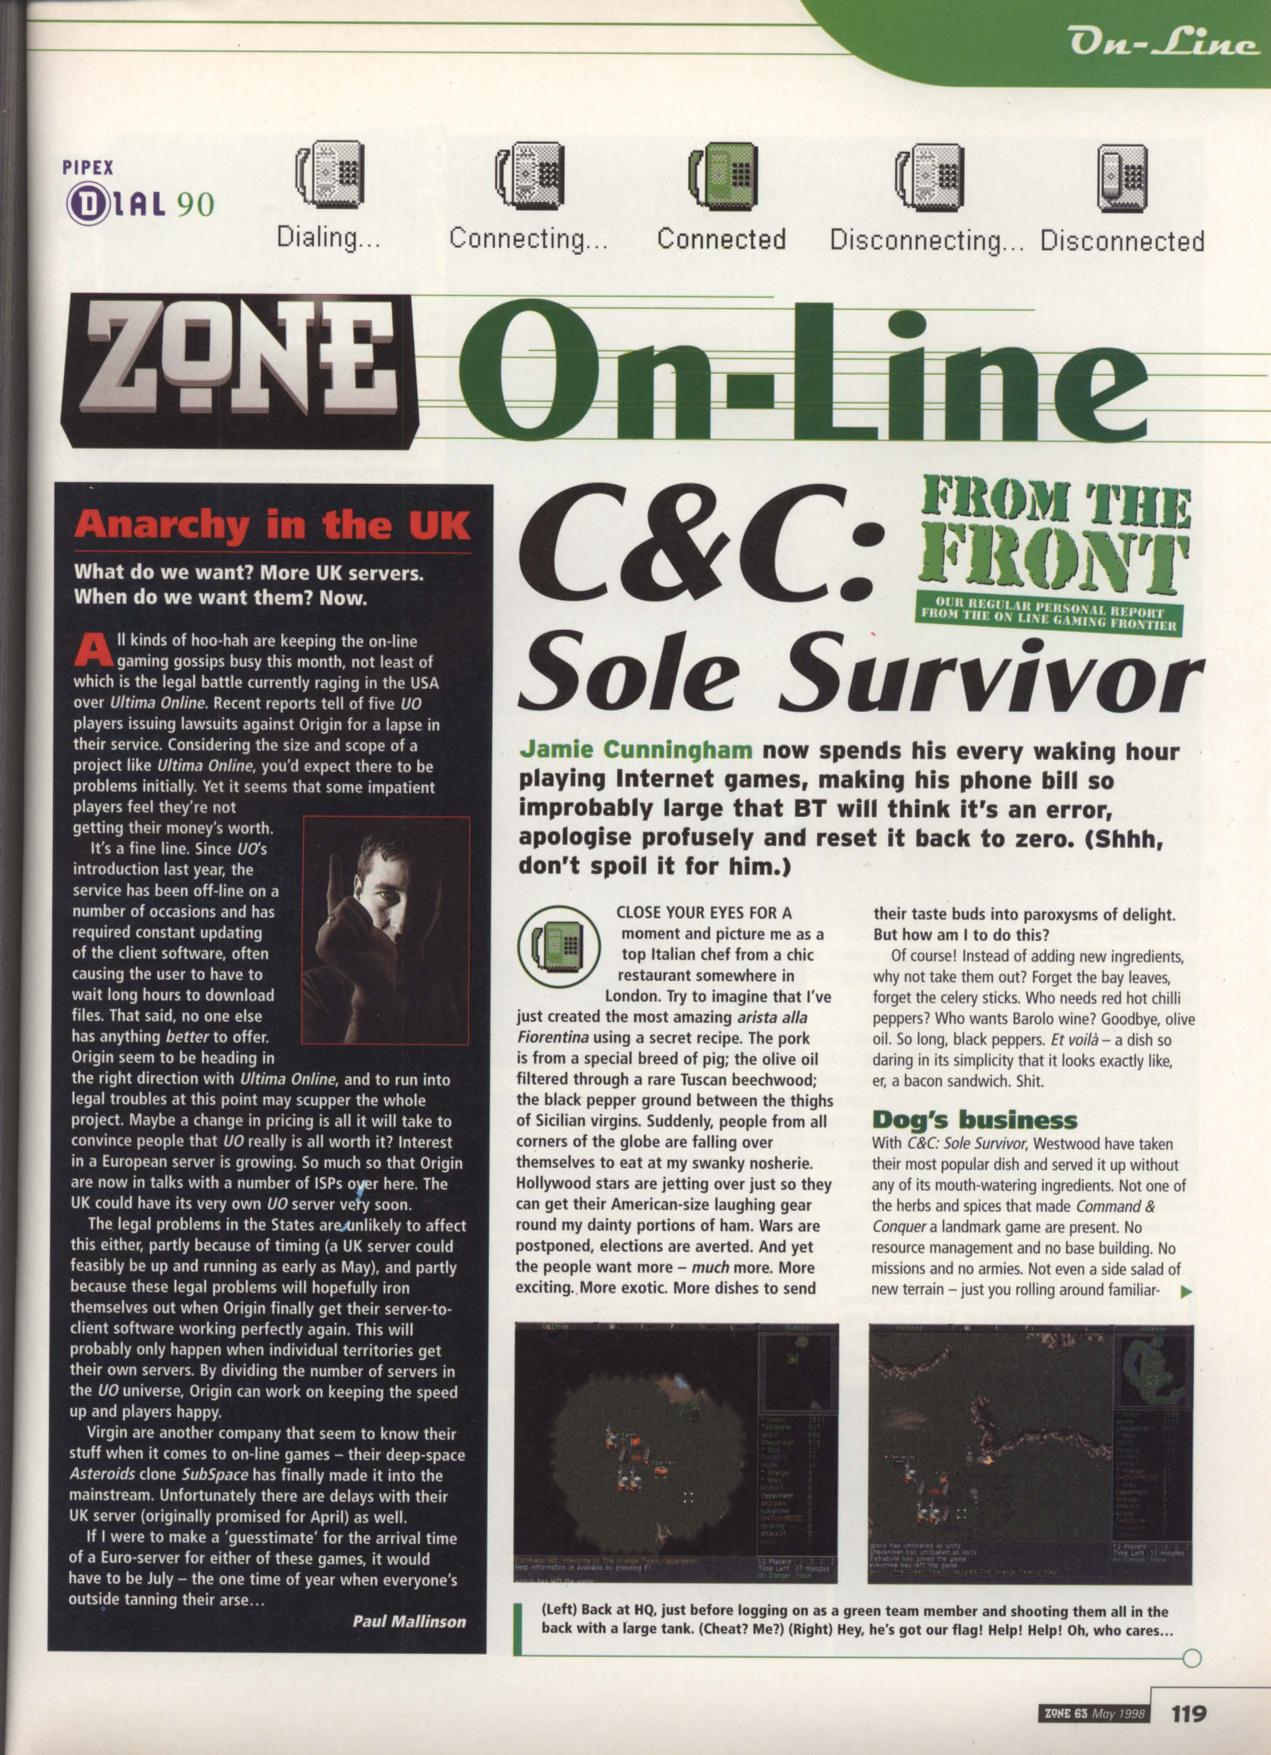 On-Line
PIPEX
DIAL 90
Dialing...
Connecting...
Connected
Disconnecting...
Disconnected
ZONE
On-Line
Anarchy in the UK
What do we want? More UK servers.
When do we want them? Now.
All kinds of hoo-hah are keeping the on-line
gaming gossips busy this month, not least of
which is the legal battle currently raging in the USA
over Ultima Online. Recent reports tell of five UO
players issuing lawsuits against Origin for a lapse in
their service. Considering the size and scope of a
project like Ultima Online, you'd expect there to be
problems initially. Yet it seems that some impatient
players feel they're not
getting their money's worth.
It's a fine line. Since UO's
introduction last year, the
service has been off-line on a
number of occasions and has
required constant updating
of the client software, often
causing the user to have to
wait long hours to download
files. That said, no one else
has anything better to offer.
Origin seem to be heading in
the right direction with Ultima Online, and to run into
legal troubles at this point may scupper the whole
project. Maybe a change in pricing is all it will take to
convince people that UO really is all worth it? Interest
in a European server is growing. So much so that Origin
are now in talks with a number of ISPs over here. The
UK could have its very own UO server very soon.
The legal problems in the States are unlikely to affect
this either, partly because of timing (a UK server could
feasibly be up and running as early as May), and partly
because these legal problems will hopefully iron
themselves out when Origin finally get their server-to-
client software working perfectly again. This will
probably only happen when individual territories get
their own servers. By dividing the number of servers in
the UO universe, Origin can work on keeping the speed
up and players happy.
Virgin are another company that seem to know their
stuff when it comes to on-line games – their deep-space
Asteroids clone SubSpace has finally made it into the
mainstream. Unfortunately there are delays with their
UK server (originally promised for April) as well.
If I were to make a 'guesstimate' for the arrival time
of a Euro-server for either of these games, it would
have to be July – the one time of year when everyone's
outside tanning their arse...
Paul Mallinson
C&C:
Sole Survivor
FROM THE
FRONT
OUR REGULAR PERSONAL REPORT
FROM THE ON LINE GAMING FRONTIER
Jamie Cunningham now spends his every waking hour
playing Internet games, making his phone bill so
improbably large that BT will think it's an error,
apologise profusely and reset it back to zero. (Shhh,
don't spoil it for him.)
CLOSE YOUR EYES FOR A
moment and picture me as a
top Italian chef from a chic
restaurant somewhere in
London. Try to imagine that I've
just created the most amazing arista alla
Fiorentina using a secret recipe. The pork
is from a special breed of pig; the olive oil
filtered through a rare Tuscan beechwood;
the black pepper ground between the thighs
of Sicilian virgins. Suddenly, people from all
corners of the globe are falling over
themselves to eat at my swanky nosherie.
Hollywood stars are jetting over just so they
can get their American-size laughing gear
round my dainty portions of ham. Wars are
postponed, elections are averted. And yet
the people want more – much more. More
exciting. More exotic. More dishes to send
their taste buds into paroxysms of delight.
But how am I to do this?
Of course! Instead of adding new ingredients,
why not take them out? Forget the bay leaves,
forget the celery sticks. Who needs red hot chilli
peppers? Who wants Barolo wine? Goodbye, olive
oil. So long, black peppers. Et voilà – a dish so
daring in its simplicity that it looks exactly like,
er, a bacon sandwich. Shit.
Dog's business
With C&C: Sole Survivor, Westwood have taken
their most popular dish and served it up without
any of its mouth-watering ingredients. Not one of
the herbs and spices that made Command &
Conquer a landmark game are present. No
resource management and no base building. No
missions and no armies. Not even a side salad of
new terrain – just you rolling around familiar-
(Left) Back at HQ, just before logging on as a green team member and shooting them all in the
back with a large tank. (Cheat? Me?) (Right) Hey, he's got our flag! Help! Help! Oh, who cares...
ZONE 63 May 1998
119